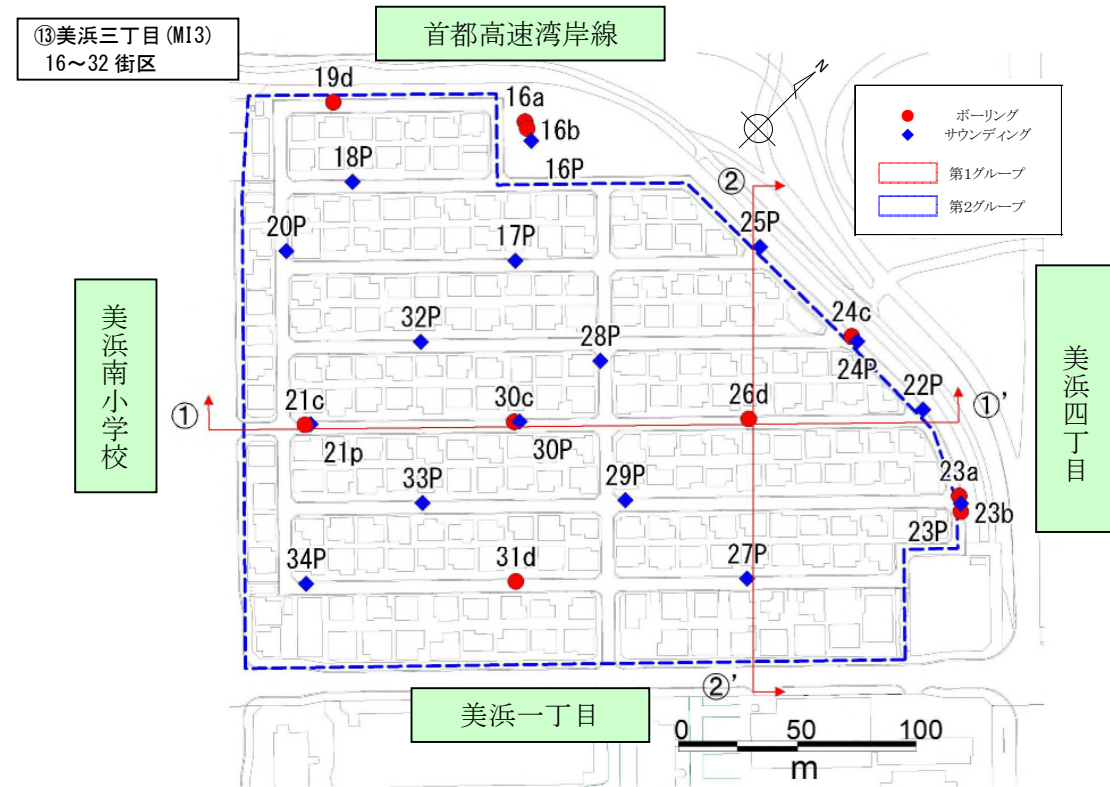 ⑬美浜三丁目(MI3)
16～32 街区
首都高速湾岸線
N
ボーリング
サウンディング
第1グループ
第2グループ
19d
16a
16b
16P
18P
②
25P
20P
17P
24c
32P
28P
24P
22P
美浜南小学校
美浜四丁目
①
21c
30c
26d
①’
21p
30P
33P
29P
23a
23b
23P
34P
31d
27P
②’
美浜一丁目
0 50 100
m